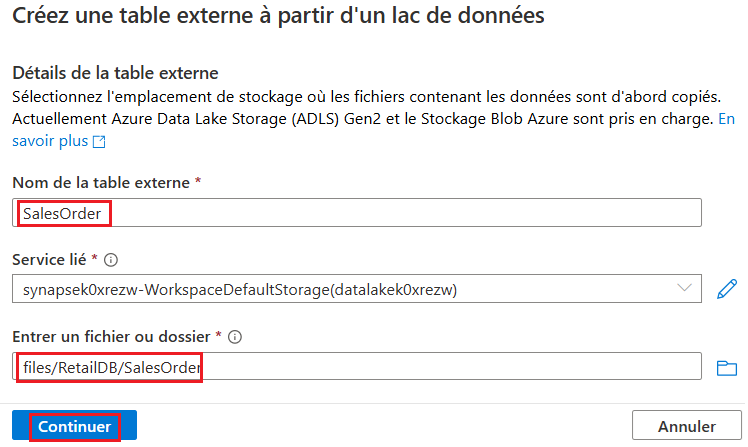 Créez une table externe à partir d'un lac de données
Détails de la table externe
Sélectionnez l'emplacement de stockage où les fichiers contenant les données sont d'abord copiés.
Actuellement Azure Data Lake Storage (ADLS) Gen2 et le Stockage Blob Azure sont pris en charge. En
savoir plus
Nom de la table externe *
SalesOrder
Service lié *
synapsek0xrezw-WorkspaceDefaultStorage(datalakek0xrezw)
Entrer un fichier ou dossier *
files/RetailDB/SalesOrder
Continuer
Annuler